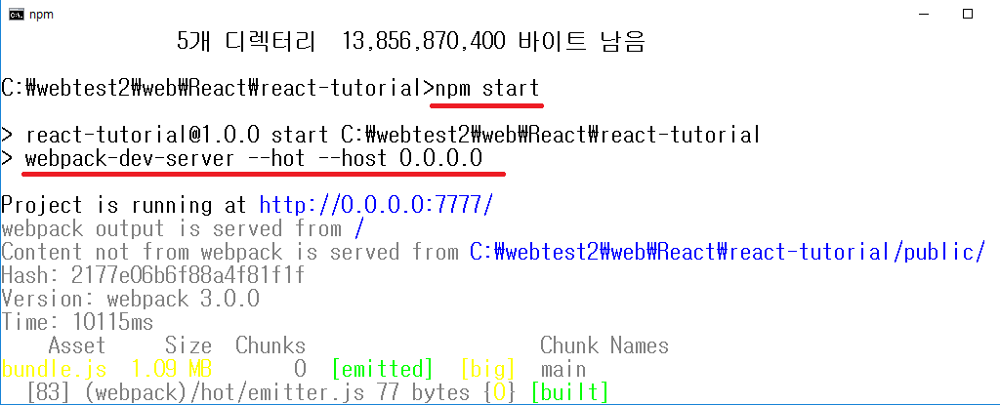 npm
5개 디렉터리  13,856,870,400 바이트 남음
C:₩webtest2₩web₩React₩react-tutorial>npm start
> react-tutorial@1.0.0 start C:₩webtest2₩web₩React₩react-tutorial
> webpack-dev-server --hot --host 0.0.0.0
Project is running at http://0.0.0.0:7777/
webpack output is served from /
Content not from webpack is served from C:₩webtest2₩web₩React₩react-tutorial/public/
Hash: 2177e06b6f88a4f81f1f
Version: webpack 3.0.0
Time: 10115ms
Asset Size Chunks Chunk Names
bundle.js 1.09 MB 0 [emitted] [big] main
[83] (webpack)/hot/emitter.js 77 bytes {0} [built]